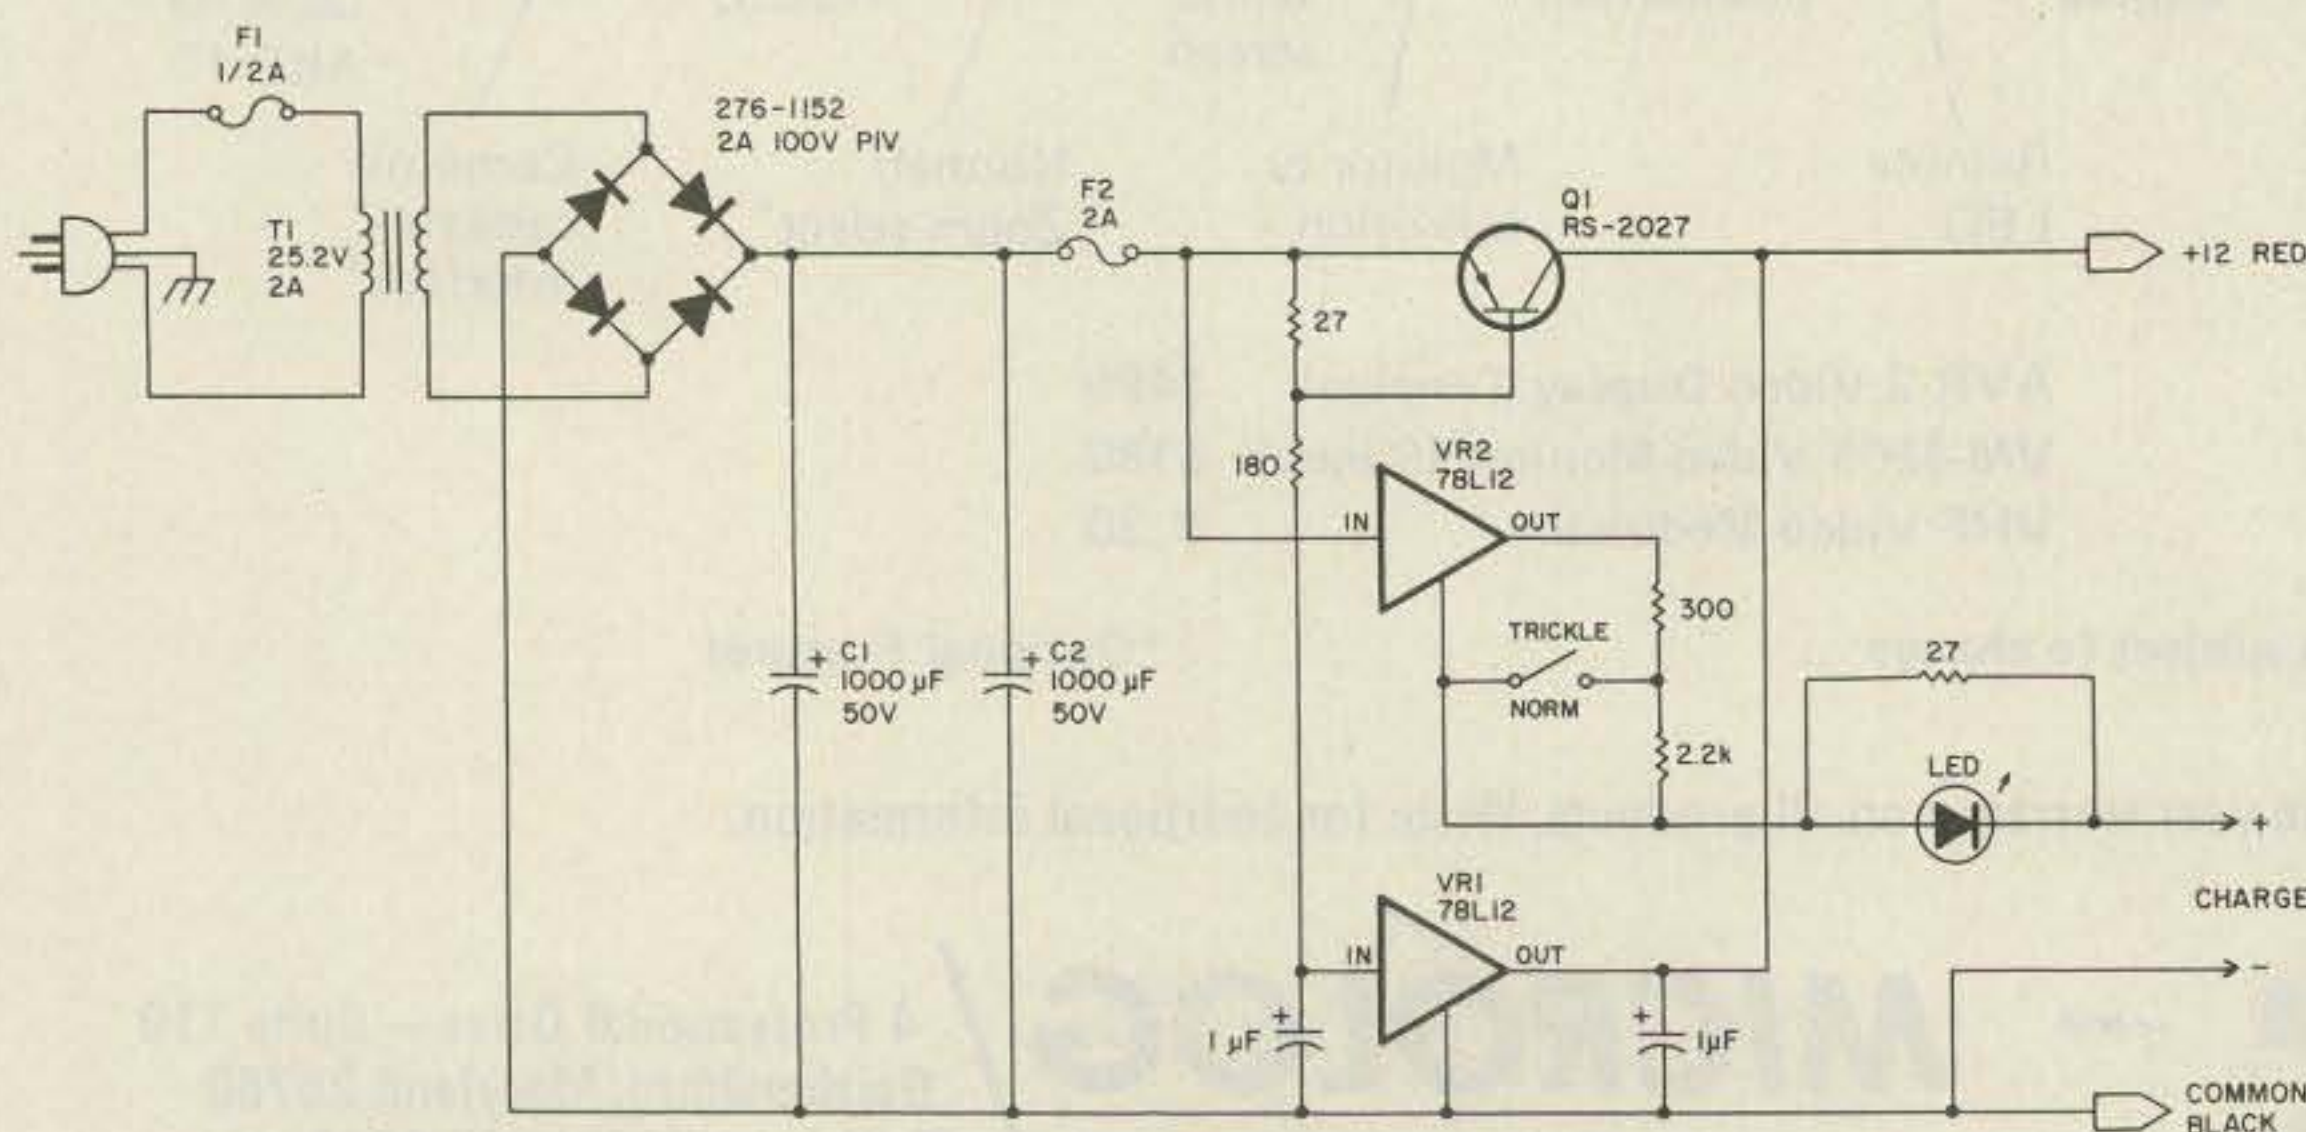 F1
1/2A
276-1152
2A 100V PIV
T1
25.2V
2A
F2
2A
Q1
RS-2027
+12 RED
27
180
VR2
78L12
IN
OUT
300
TRICKLE
NORM
2.2k
+ C1
1000 µF
50V
+ C2
1000 µF
50V
27
LED
+
CHARGE
-
VR1
78L12
IN
OUT
+
1 µF
+
1µF
COMMON
BLACK